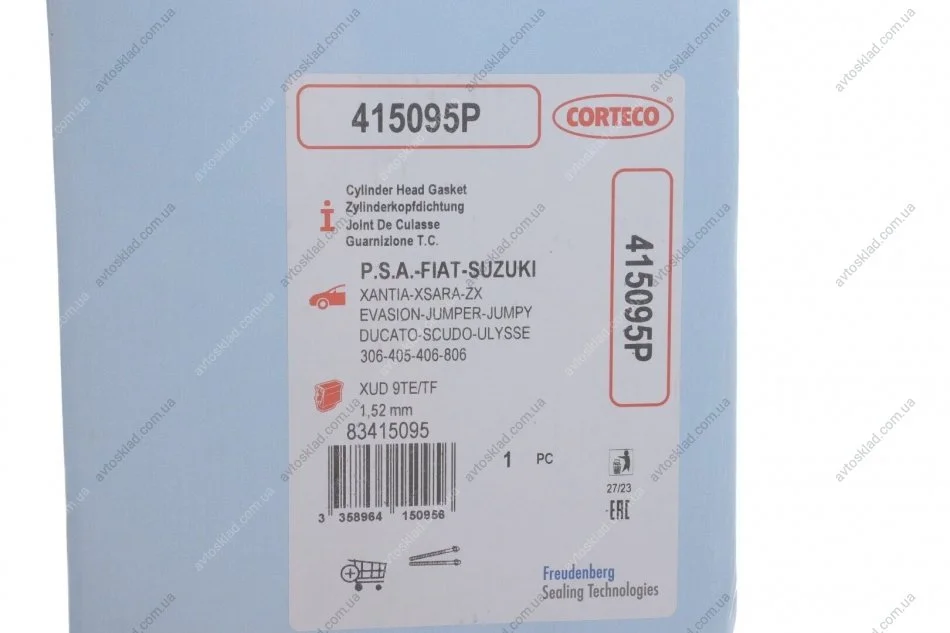 415095P
CORTECO®
i
Cylinder Head Gasket
Zylinderkopfdichtung
Joint De Culasse
Guarnizione T.C.
P.S.A.-FIAT-SUZUKI
XANTIA-XSARA-ZX
EVASION-JUMPER-JUMPY
DUCATO-SCUDO-ULYSSE
306-405-406-806
415095P
XUD 9TE/TF
1,52 mm
83415095
3 358964 150956
1 PC
27/23
EAC
Freudenberg
Sealing Technologies
avtosklad.com.ua